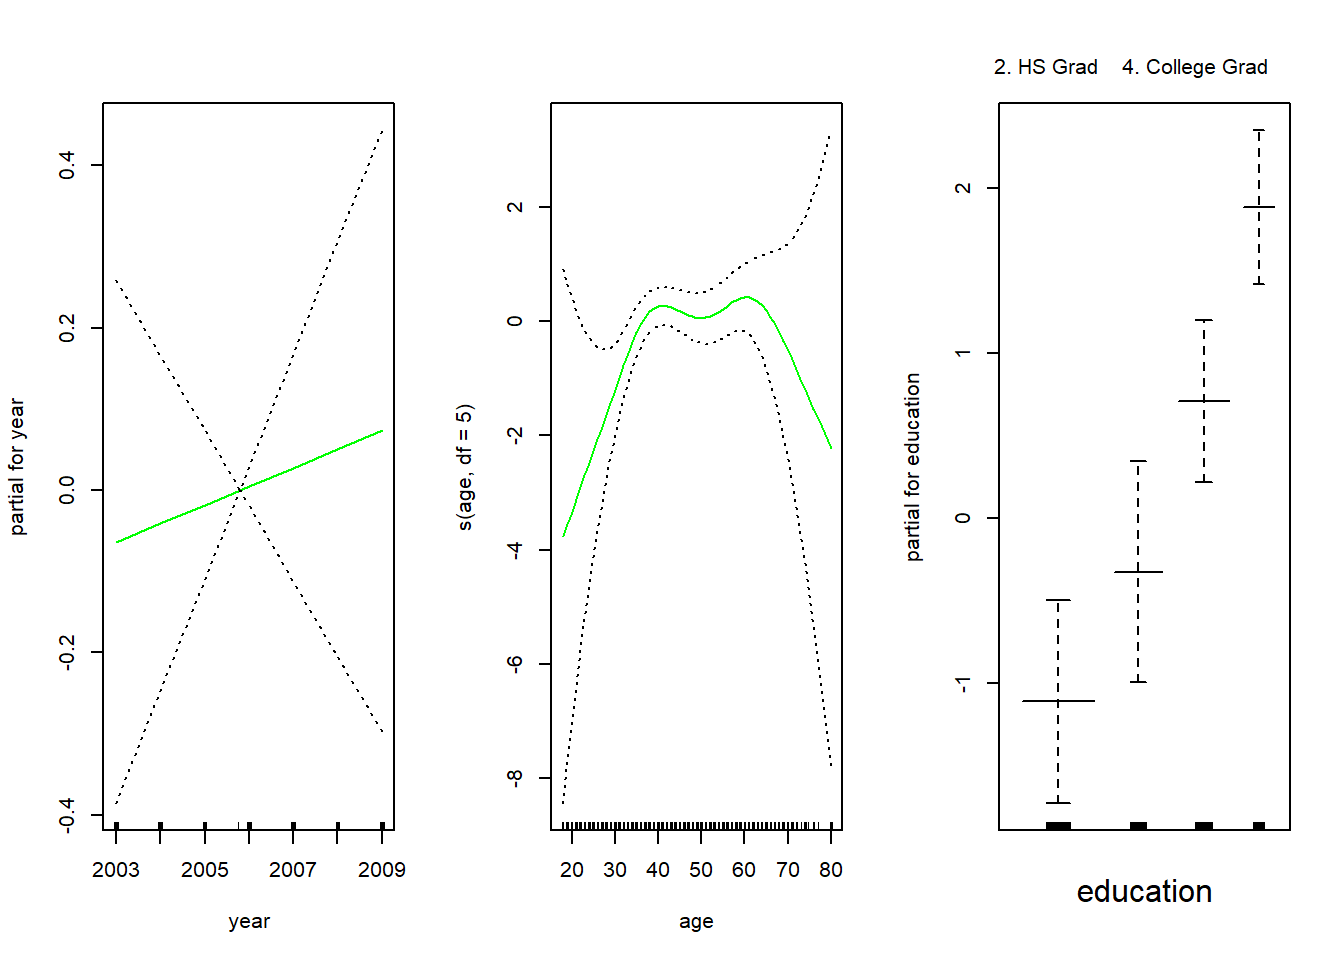 2. HS Grad 4. College Grad
partial for year
0.4
0.2
0.0
-0.2
-0.4
2003 2005 2007 2009
year
s(age, df = 5)
2
0
-2
-4
-6
-8
20 30 40 50 60 70 80
age
partial for education
2
1
0
-1
education